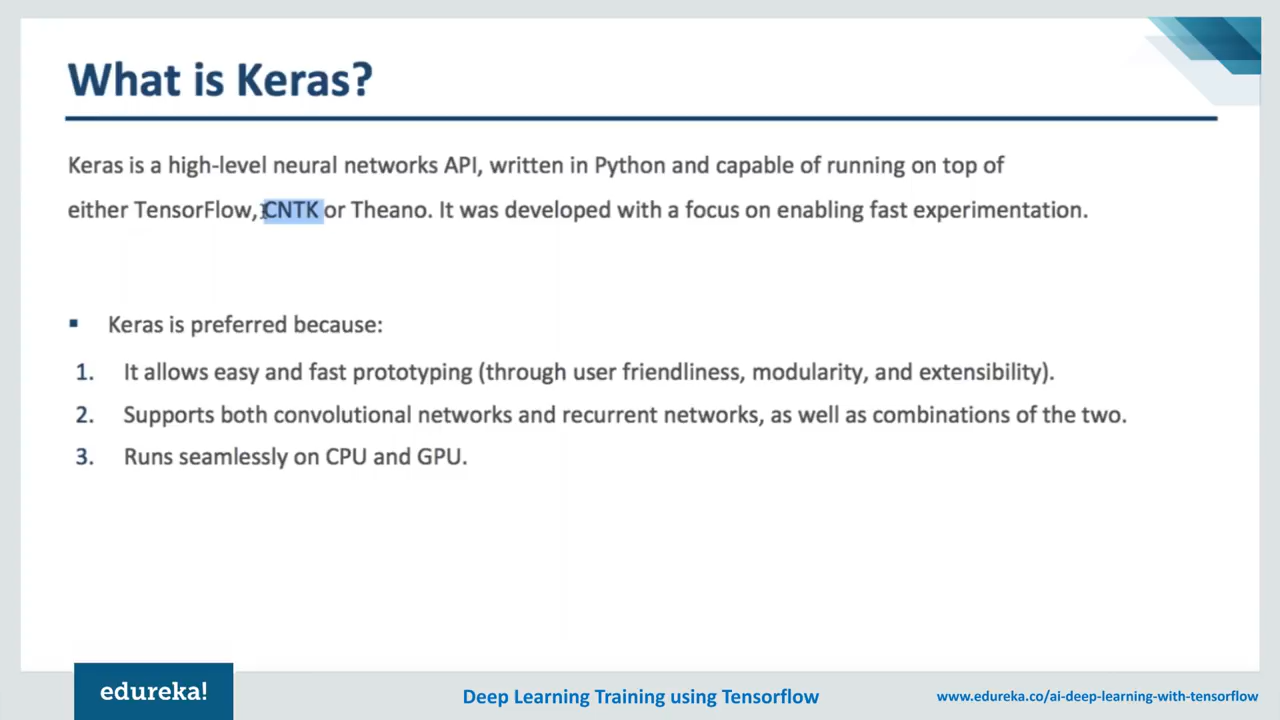 What is Keras?
Keras is a high-level neural networks API, written in Python and capable of running on top of
either TensorFlow, CNTK or Theano. It was developed with a focus on enabling fast experimentation.
▪ Keras is preferred because:
1. It allows easy and fast prototyping (through user friendliness, modularity, and extensibility).
2. Supports both convolutional networks and recurrent networks, as well as combinations of the two.
3. Runs seamlessly on CPU and GPU.
edureka!
Deep Learning Training using Tensorflow
www.edureka.co/ai-deep-learning-with-tensorflow